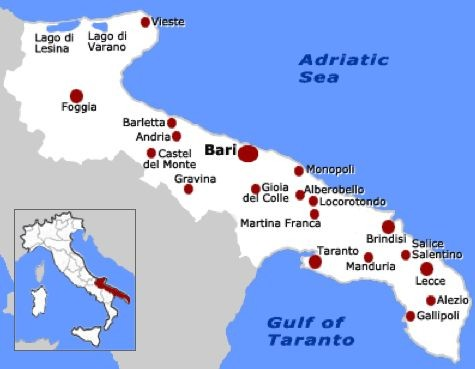 Vieste
Lago di
Lesina
Lago di
Varano
Adriatic
Sea
Foggia
Barletta
Andria
Bari
Castel
del Monte
Monopoli
Gravina
Gioia
del Colle
Alberobello
Locorotondo
Martina Franca
Brindisi
Salice
Salentino
Taranto
Manduria
Lecce
Alezio
Gallipoli
Gulf of
Taranto